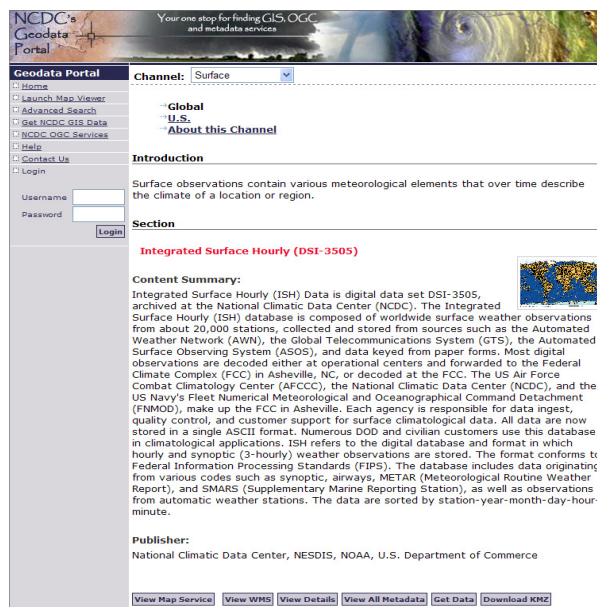 NCDC's
Geodata
Portal
Your one stop for finding GIS, OGC
and metadata services
Geodata Portal
Home
Launch Map Viewer
Advanced Search
Get NCDC GIS Data
NCDC OGC Services
Help
Contact Us
Login
Username
Password
Login
Channel: Surface
Global
U.S.
About this Channel
Introduction
Surface observations contain various meteorological elements that over time describe
the climate of a location or region.
Section
Integrated Surface Hourly (DSI-3505)
Content Summary:
Integrated Surface Hourly (ISH) Data is digital data set DSI-3505,
archived at the National Climatic Data Center (NCDC). The Integrated
Surface Hourly (ISH) database is composed of worldwide surface weather observations
from about 20,000 stations, collected and stored from sources such as the Automated
Weather Network (AWN), the Global Telecommunications System (GTS), the Automated
Surface Observing System (ASOS), and data keyed from paper forms. Most digital
observations are decoded either at operational centers and forwarded to the Federal
Climate Complex (FCC) in Asheville, NC, or decoded at the FCC. The US Air Force
Combat Climatology Center (AFCCC), the National Climatic Data Center (NCDC), and the
US Navy's Fleet Numerical Meteorological and Oceanographical Command Detachment
(FNMOD), make up the FCC in Asheville. Each agency is responsible for data ingest,
quality control, and customer support for surface climatological data. All data are now
stored in a single ASCII format. Numerous DOD and civilian customers use this database
in climatological applications. ISH refers to the digital database and format in which
hourly and synoptic (3-hourly) weather observations are stored. The format conforms to
Federal Information Processing Standards (FIPS). The database includes data originating
from various codes such as synoptic, airways, METAR (Meteorological Routine Weather
Report), and SMARS (Supplementary Marine Reporting Station), as well as observations
from automatic weather stations. The data are sorted by station-year-month-day-hour-
minute.
Publisher:
National Climatic Data Center, NESDIS, NOAA, U.S. Department of Commerce
View Map Service View WMS View Details View All Metadata Get Data Download KMZ